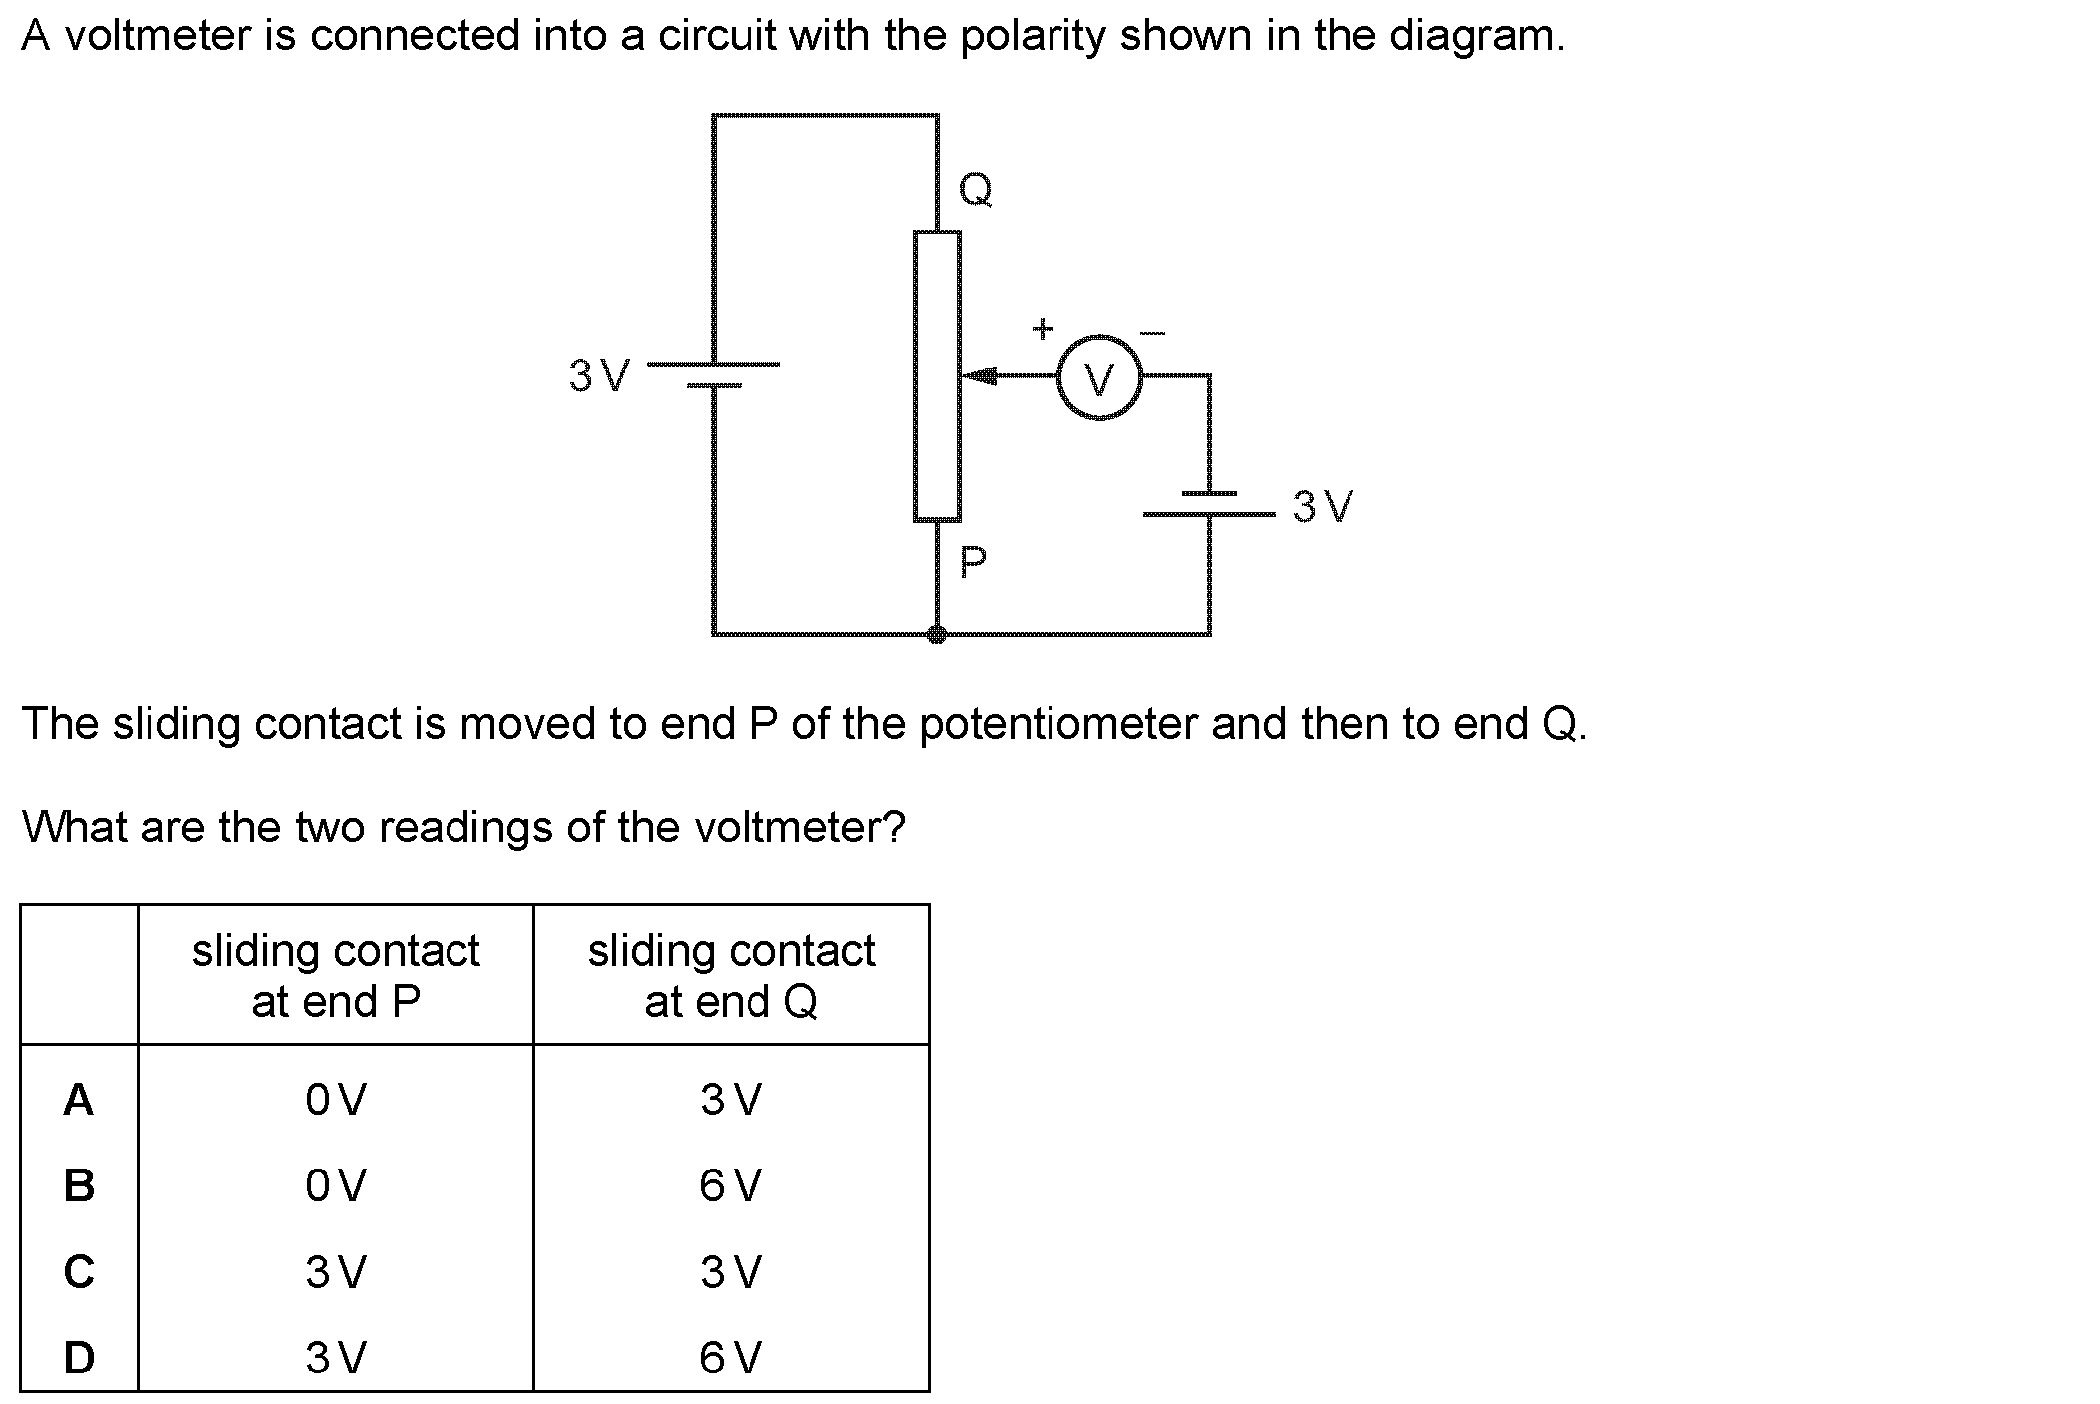 A voltmeter is connected into a circuit with the polarity shown in the diagram.
Q
+ –
3 V
V
3 V
P
The sliding contact is moved to end P of the potentiometer and then to end Q.
What are the two readings of the voltmeter?
sliding contact at end P
sliding contact at end Q
A 0 V 3 V
B 0 V 6 V
C 3 V 3 V
D 3 V 6 V